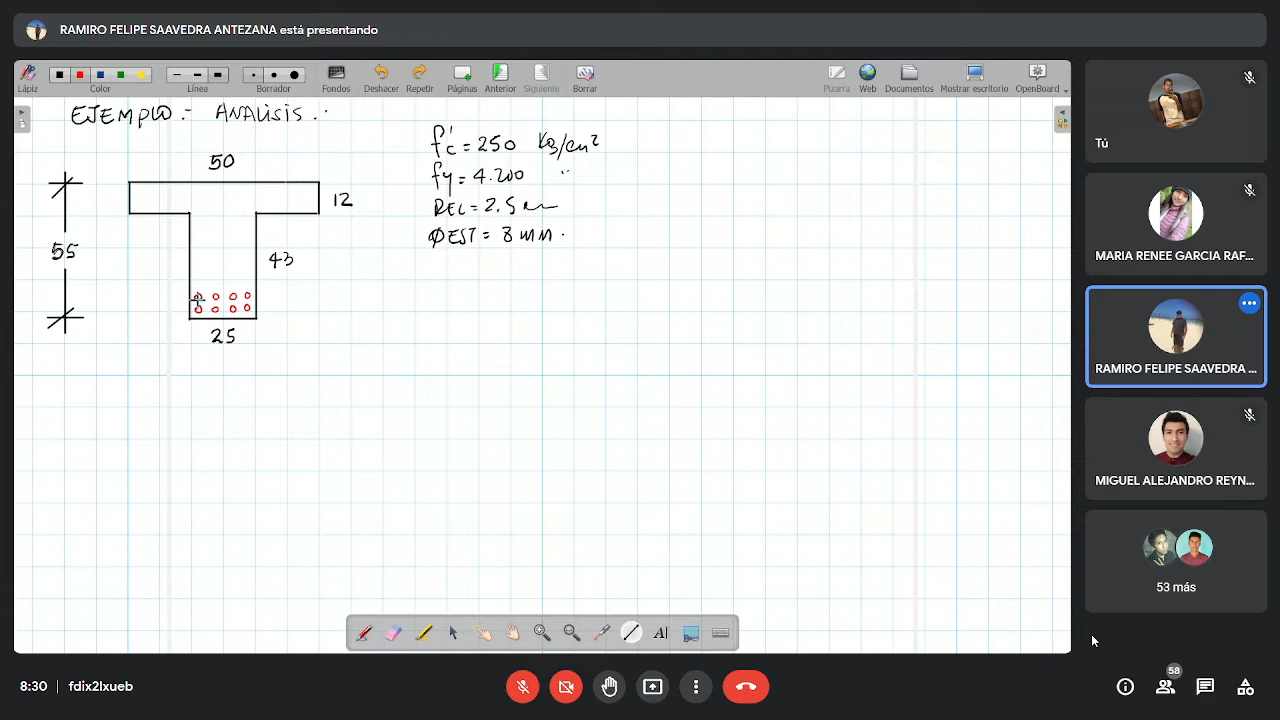 RAMIRO FELIPE SAAVEDRA ANTEZANA está presentando
Lápiz
Color
Línea
Borrador
Fondos
Deshacer
Repetir
Páginas
Anterior
Siguiente
Borrar
Pizarra
Web
Documentos
Mostrar escritorio
OpenBoard
EJEMPLO = ANALISIS.
50
12
55
43
25
f'c = 250 Kg/cm²
fy = 4.200 "
REC = 2.5 cm
ØEST = 8 mm.
Tú
MARIA RENEE GARCIA RAF...
RAMIRO FELIPE SAAVEDRA ...
MIGUEL ALEJANDRO REYN...
53 más
8:30 | fdix2lxueb
58